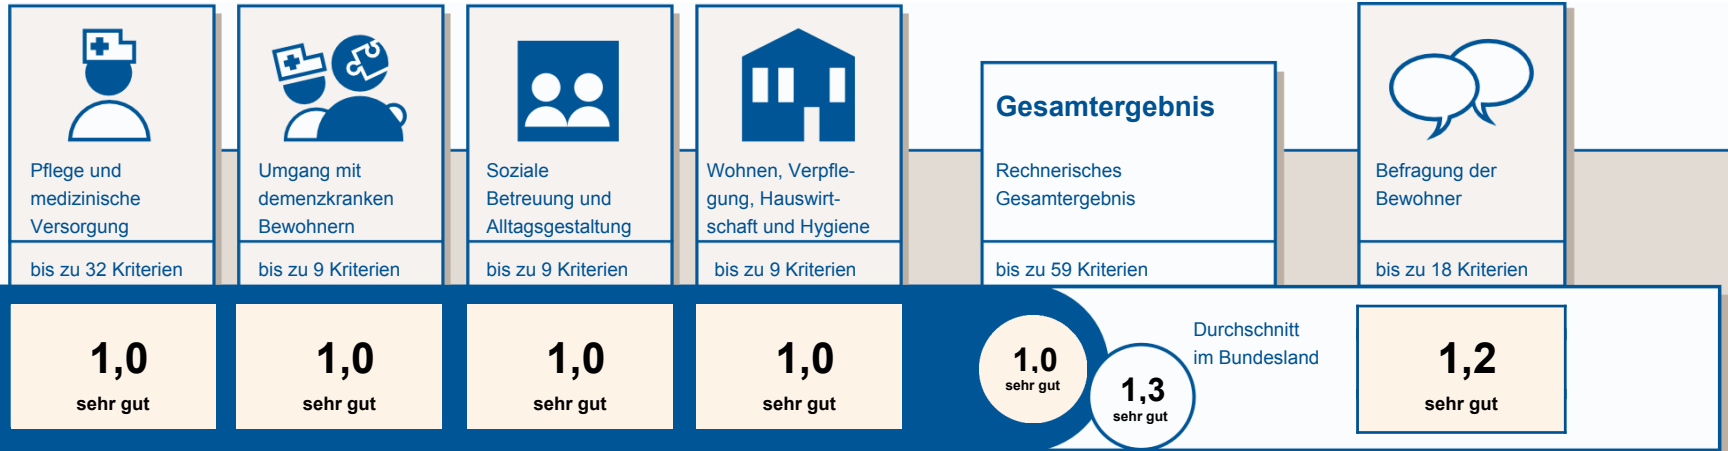 Pflege und
medizinische
Versorgung
bis zu 32 Kriterien
1,0
sehr gut
Umgang mit
demenzkranken
Bewohnern
bis zu 9 Kriterien
1,0
sehr gut
Soziale
Betreuung und
Alltagsgestaltung
bis zu 9 Kriterien
1,0
sehr gut
Wohnen, Verpfle-
gung, Hauswirt-
schaft und Hygiene
bis zu 9 Kriterien
1,0
sehr gut
Gesamtergebnis
Rechnerisches
Gesamtergebnis
bis zu 59 Kriterien
1,0
sehr gut
1,3
sehr gut
Durchschnitt
im Bundesland
Befragung der
Bewohner
bis zu 18 Kriterien
1,2
sehr gut